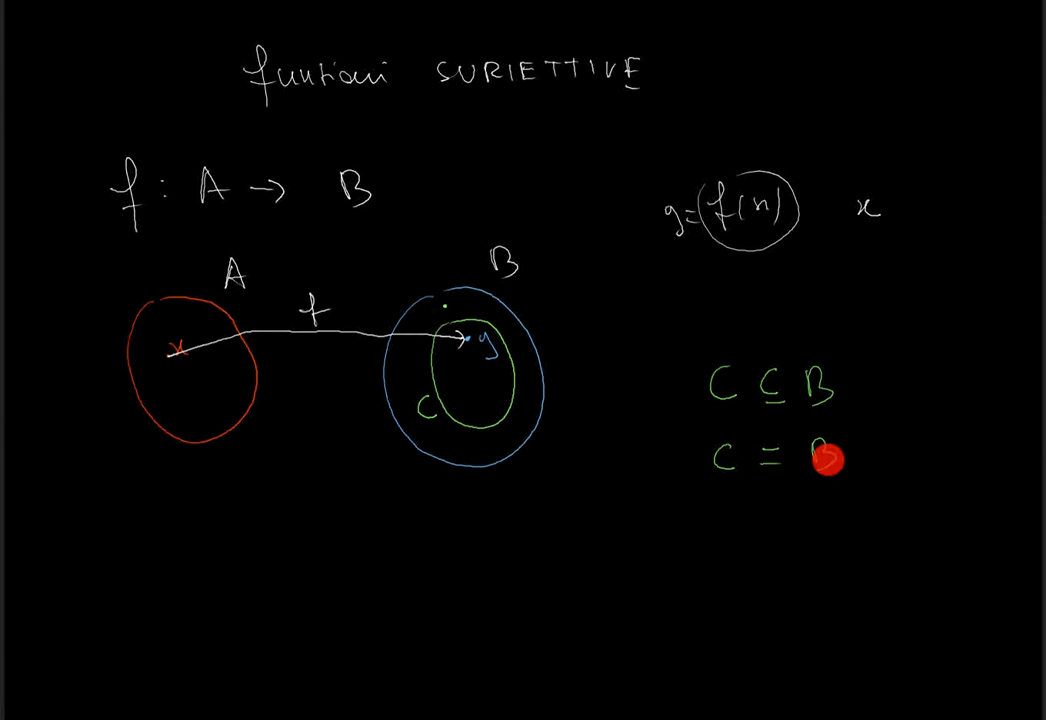 funzioni SURIETTIVE
f : A → B
y = f(x) x
A
f
B
x
y
C
C ⊆ B
C = B